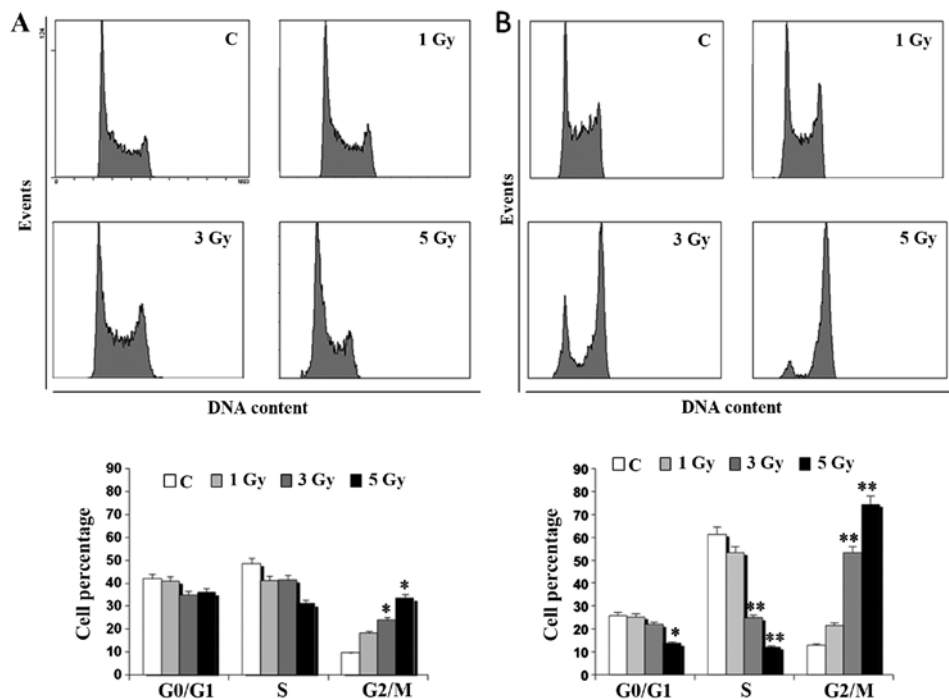 A
B
124
C
1 Gy
C
1 Gy
0
1023
Events
Events
3 Gy
5 Gy
3 Gy
5 Gy
DNA content
DNA content
90
80
70
60
50
40
30
20
10
0
Cell percentage
C 1 Gy 3 Gy 5 Gy
*
*
G0/G1 S G2/M
90
80
70
60
50
40
30
20
10
0
Cell percentage
C 1 Gy 3 Gy 5 Gy
*
**
**
**
**
G0/G1 S G2/M